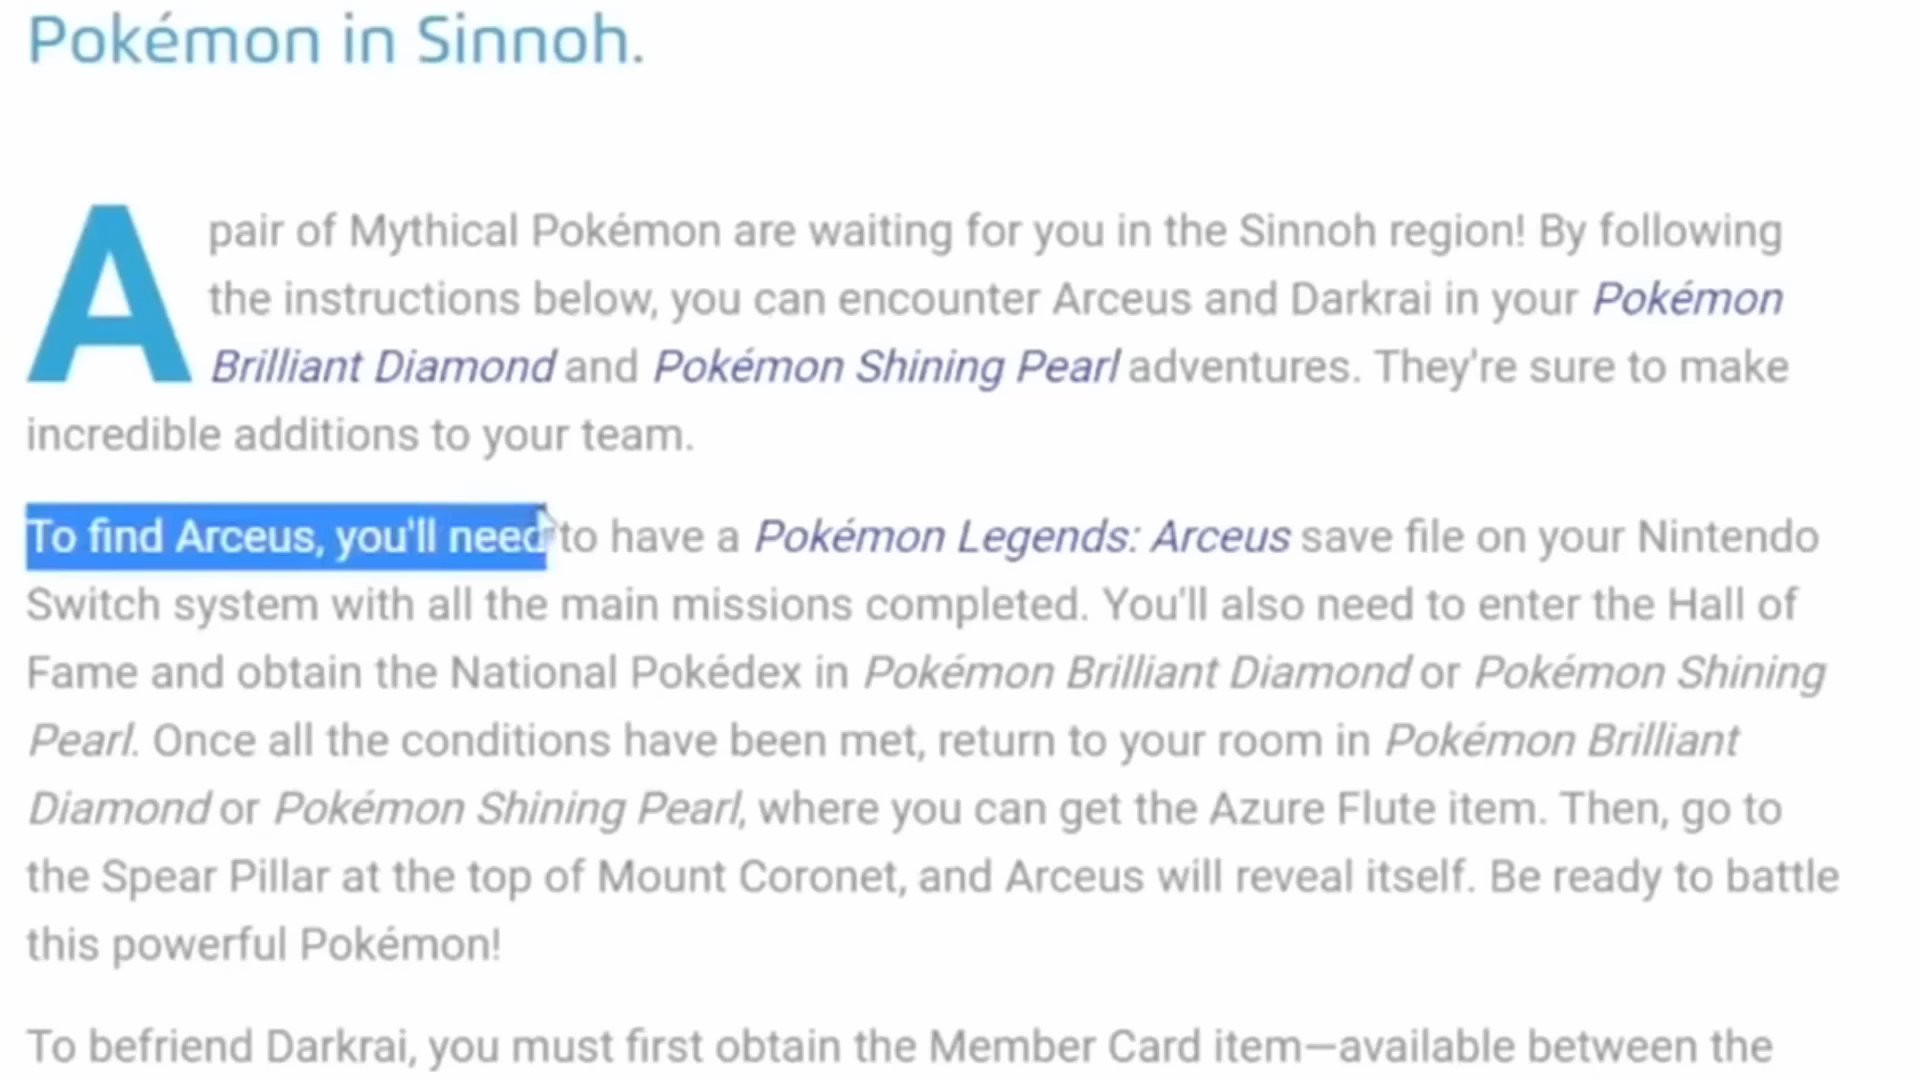 Pokémon in Sinnoh.
A pair of Mythical Pokémon are waiting for you in the Sinnoh region! By following
the instructions below, you can encounter Arceus and Darkrai in your Pokémon
Brilliant Diamond and Pokémon Shining Pearl adventures. They're sure to make
incredible additions to your team.
To find Arceus, you'll need to have a Pokémon Legends: Arceus save file on your Nintendo
Switch system with all the main missions completed. You'll also need to enter the Hall of
Fame and obtain the National Pokédex in Pokémon Brilliant Diamond or Pokémon Shining
Pearl. Once all the conditions have been met, return to your room in Pokémon Brilliant
Diamond or Pokémon Shining Pearl, where you can get the Azure Flute item. Then, go to
the Spear Pillar at the top of Mount Coronet, and Arceus will reveal itself. Be ready to battle
this powerful Pokémon!
To befriend Darkrai, you must first obtain the Member Card item—available between the